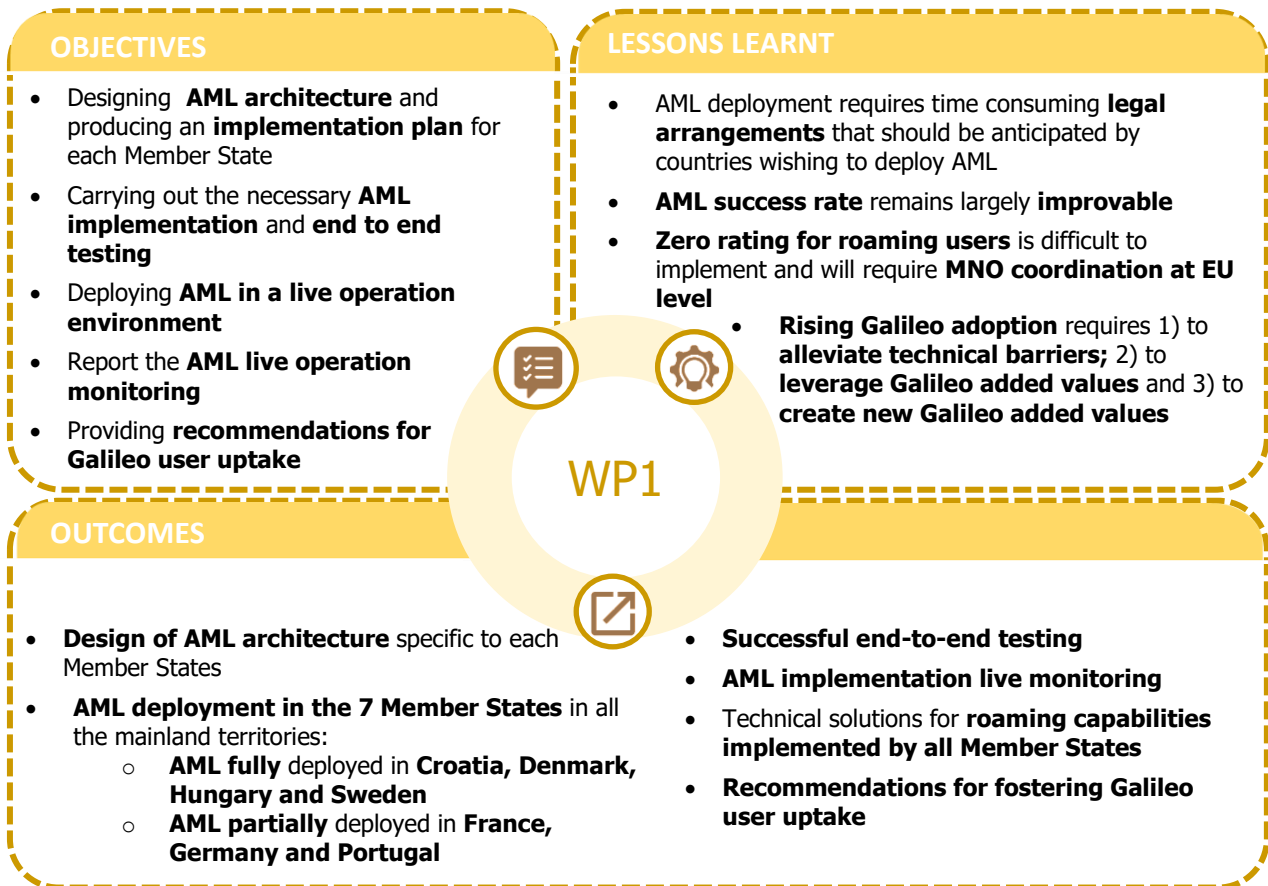 OBJECTIVES
• Designing AML architecture and
producing an implementation plan for
each Member State
• Carrying out the necessary AML
implementation and end to end
testing
• Deploying AML in a live operation
environment
• Report the AML live operation
monitoring
• Providing recommendations for
Galileo user uptake
LESSONS LEARNT
• AML deployment requires time consuming legal
arrangements that should be anticipated by
countries wishing to deploy AML
• AML success rate remains largely improvable
• Zero rating for roaming users is difficult to
implement and will require MNO coordination at EU
level
• Rising Galileo adoption requires 1) to
alleviate technical barriers; 2) to
leverage Galileo added values and 3) to
create new Galileo added values
WP1
OUTCOMES
• Design of AML architecture specific to each
Member States
• AML deployment in the 7 Member States in all
the mainland territories:
o AML fully deployed in Croatia, Denmark,
Hungary and Sweden
o AML partially deployed in France,
Germany and Portugal
• Successful end-to-end testing
• AML implementation live monitoring
• Technical solutions for roaming capabilities
implemented by all Member States
• Recommendations for fostering Galileo
user uptake